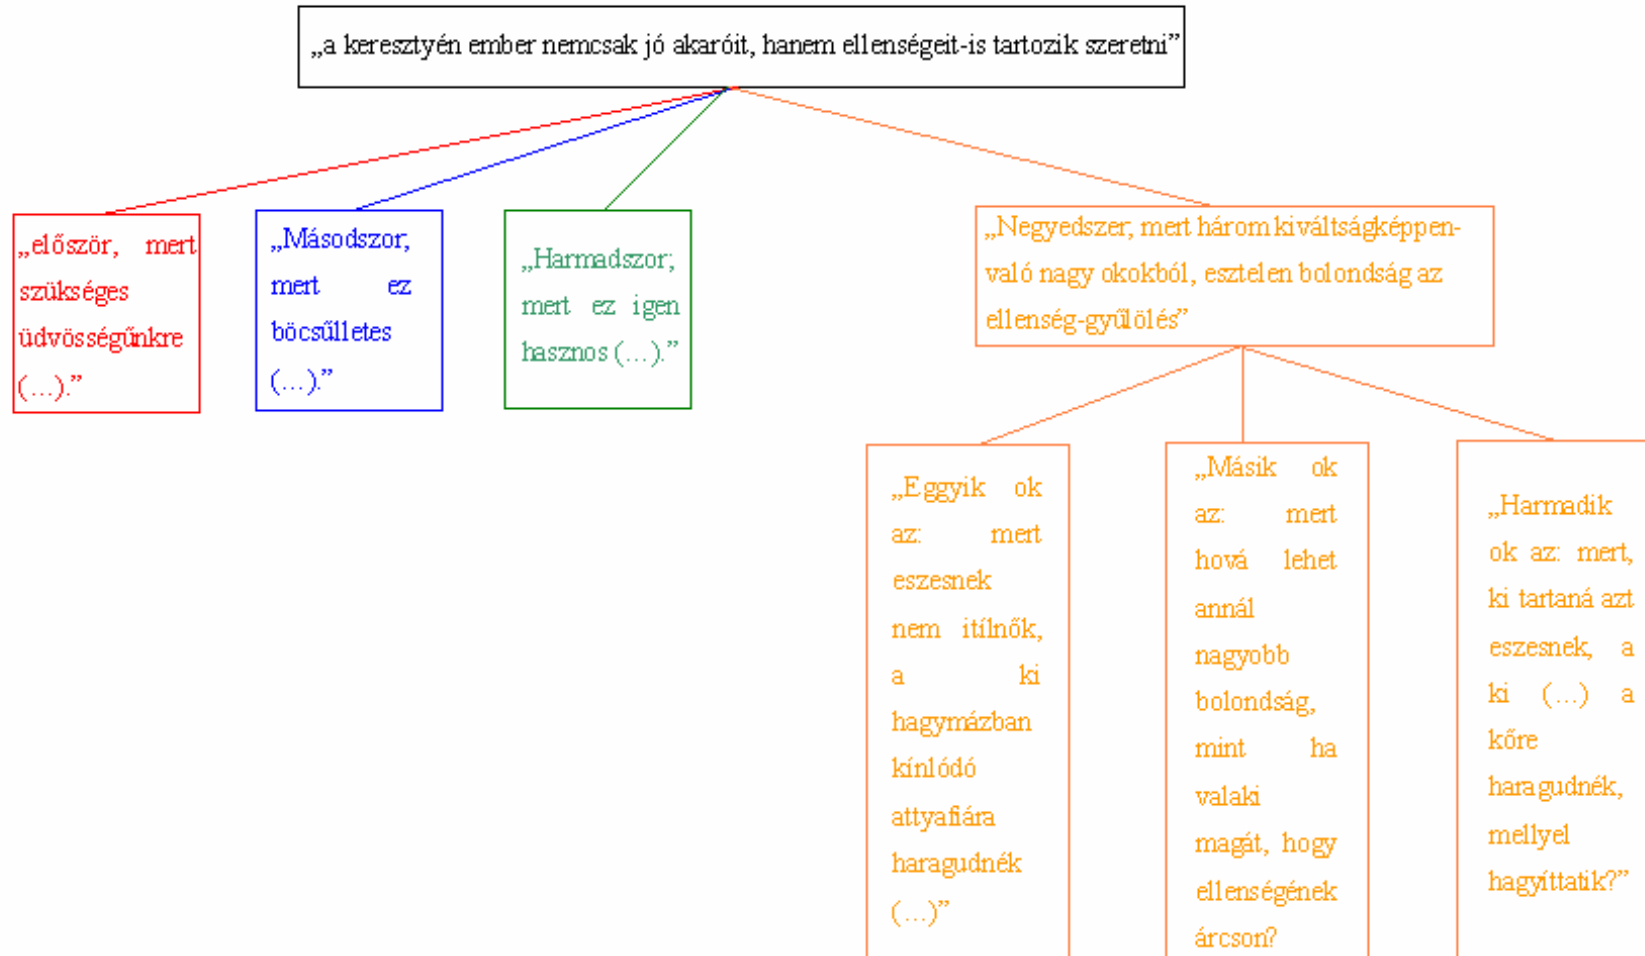 „a keresztyén ember nemcsak jó akaróit, hanem ellenségeit-is tartozik szeretni”
„először, mert
szükséges
üdvösségűnkre
(…).”
„Másodszor;
mert ez
böcsűlletes
(…).”
„Harmadszor;
mert ez igen
hasznos (…).”
„Negyedszer; mert három kiváltságképpen-
való nagy okokból, esztelen bolondság az
ellenség-gyűlölés”
„Eggyik ok
az: mert
eszesnek
nem itílnők,
a ki
hagymázban
kínlódó
attyafiára
haragudnék
(…)”
„Másik ok
az: mert
hová lehet
annál
nagyobb
bolondság,
mint ha
valaki
magát, hogy
ellenségének
árcson?
„Harmadik
ok az: mert,
ki tartaná azt
eszesnek, a
ki (…) a
kőre
haragudnék,
mellyel
hagyíttatik?”